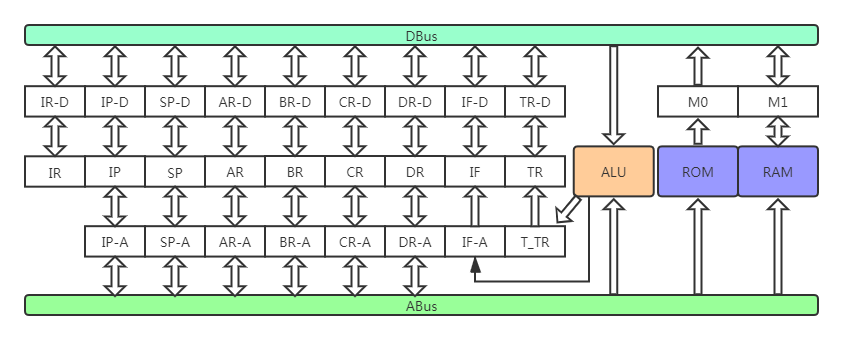 DBus
IR-D IP-D SP-D AR-D BR-D CR-D DR-D IF-D TR-D M0 M1
IR IP SP AR BR CR DR IF TR ALU ROM RAM
IP-A SP-A AR-A BR-A CR-A DR-A IF-A T_TR
ABus